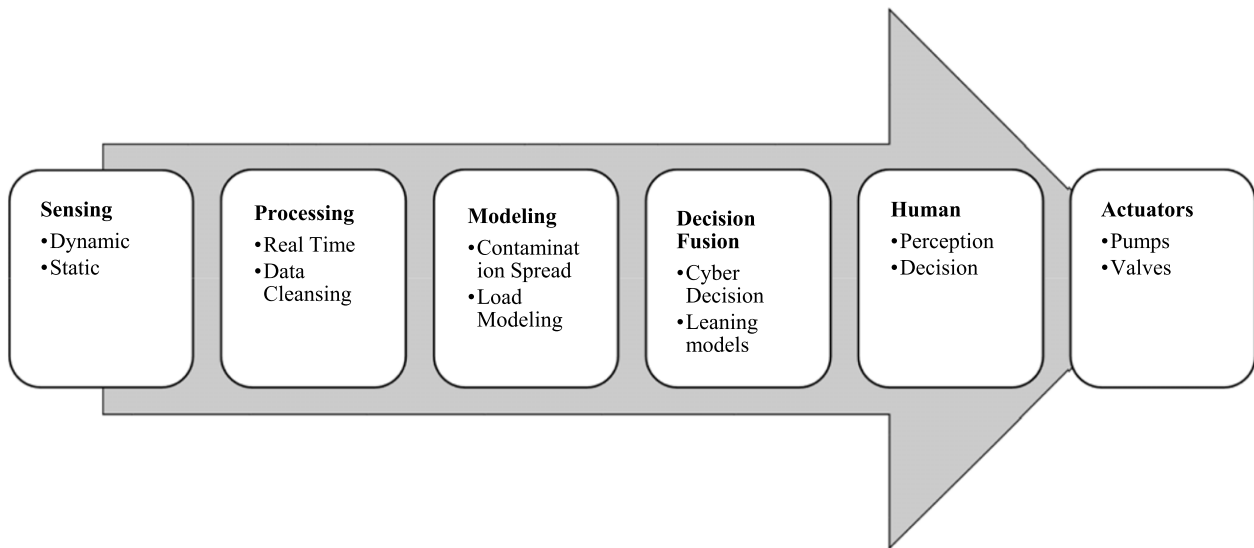 Sensing
•Dynamic
•Static
Processing
•Real Time
•Data
Cleansing
Modeling
•Contaminat
ion Spread
•Load
Modeling
Decision
Fusion
•Cyber
Decision
•Leaning
models
Human
•Perception
•Decision
Actuators
•Pumps
•Valves